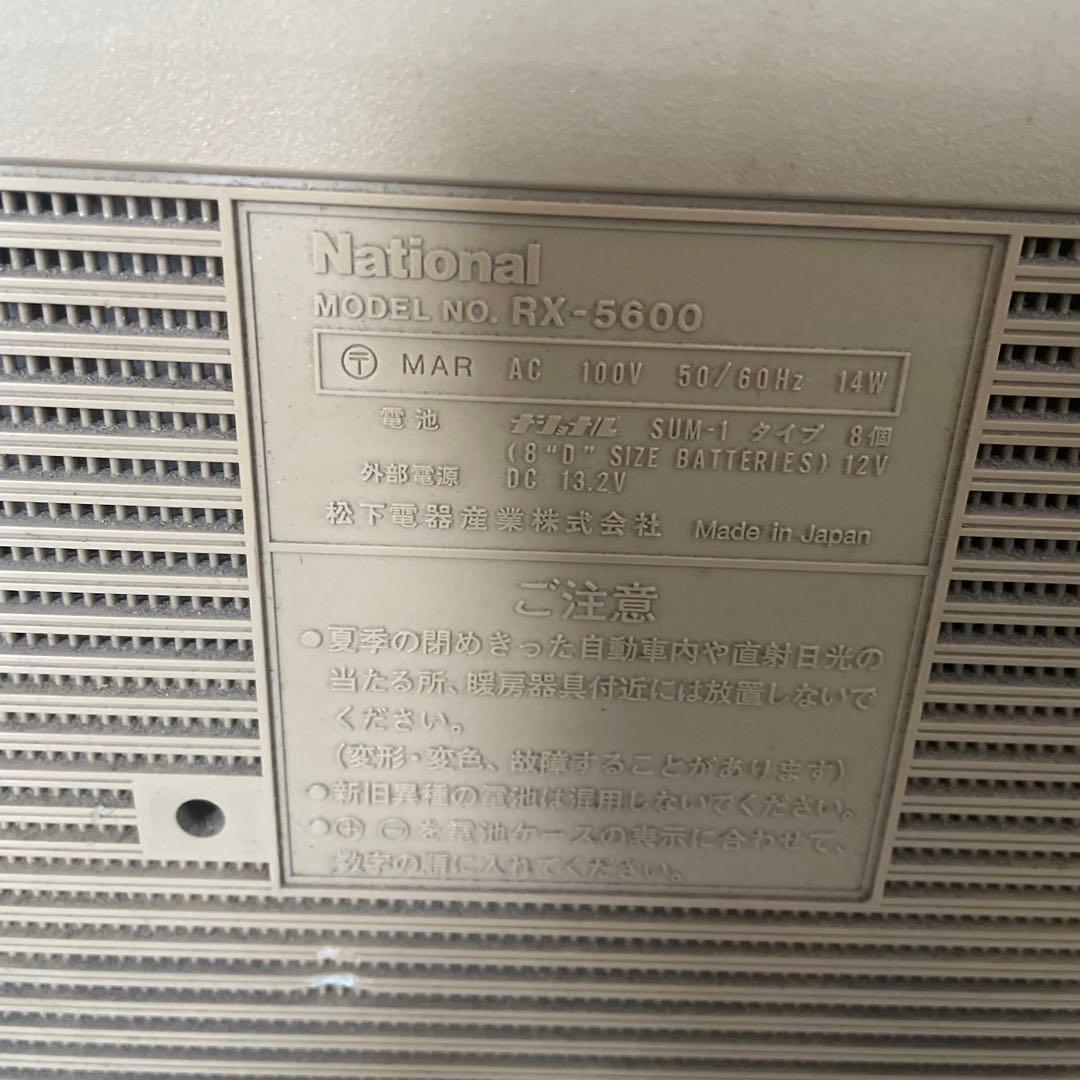 National
MODEL NO. RX-5600
〒 MAR AC 100V 50/60Hz 14W
電池 ナショナル SUM-1 タイプ 8個
(8 "D" SIZE BATTERIES) 12V
外部電源 DC 13.2V
松下電器産業株式会社 Made in Japan
ご注意
●夏季の閉めきった自動車内や直射日光の
当たる所、暖房器具付近には放置しないで
ください。
(変形・変色、故障することがあります)
●新旧異種の電池は混用しないでください。
●⊕ ⊖を電池ケースの表示に合わせて、
数字の順に入れてください。